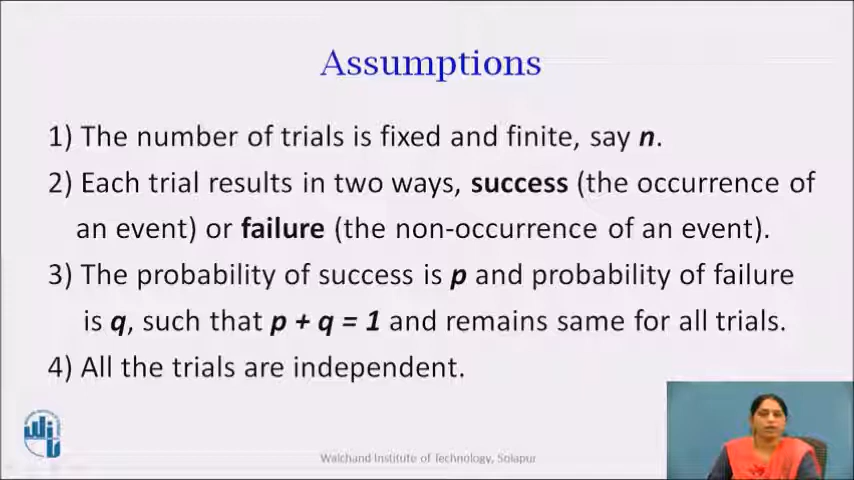 Assumptions
1) The number of trials is fixed and finite, say n.
2) Each trial results in two ways, success (the occurrence of
an event) or failure (the non-occurrence of an event).
3) The probability of success is p and probability of failure
is q, such that p + q = 1 and remains same for all trials.
4) All the trials are independent.
Walchand Institute of Technology, Solapur